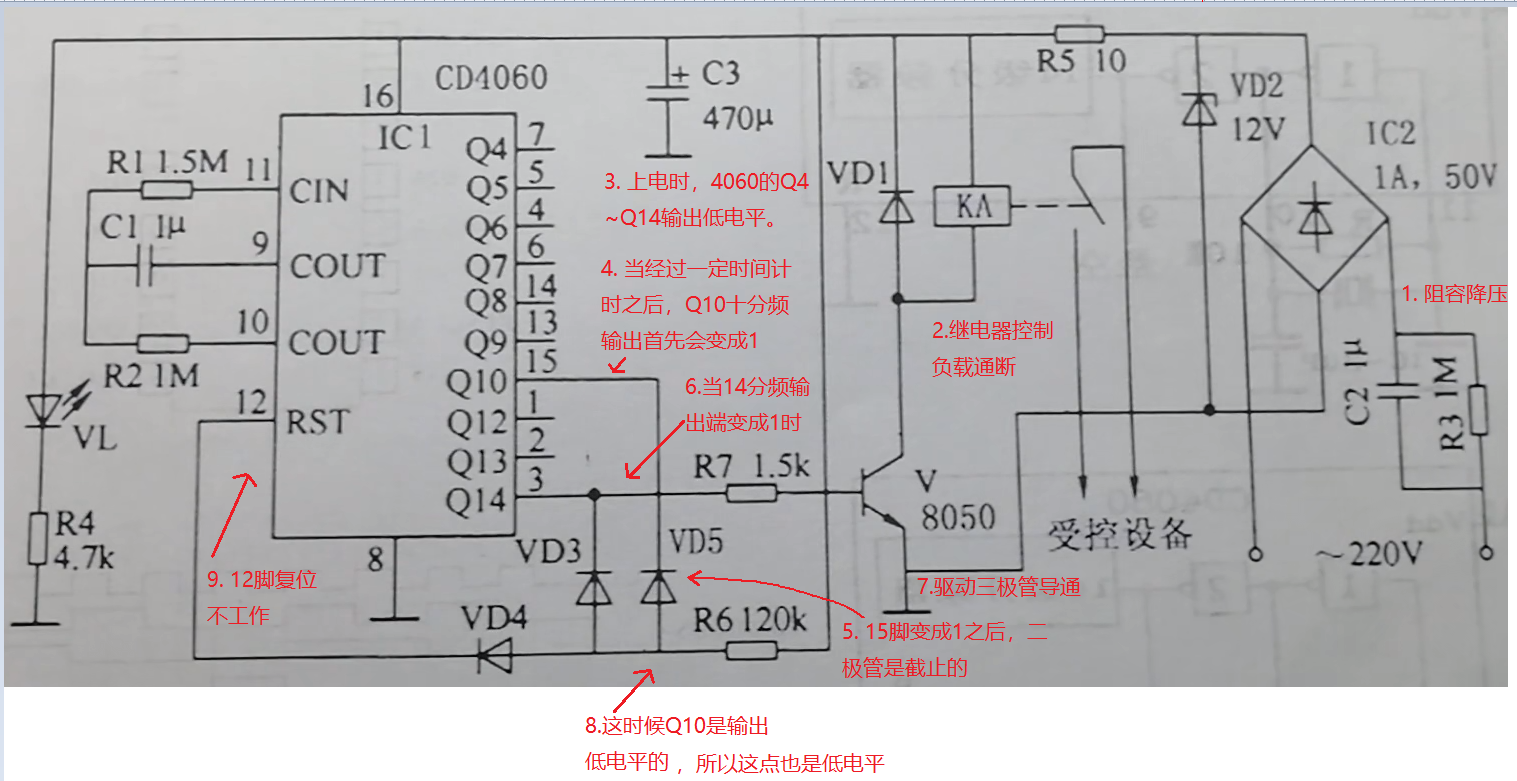 CD4060
16
IC1
C3
470μ
R5 10
VD2
12V
IC2
1A，50V
R1 1.5M
11
CIN
C1 1μ
9
COUT
10
COUT
R2 1M
12
RST
VL
R4
4.7k
Q4 7
Q5 5
Q6 4
Q7 6
Q8 14
Q9 13
Q10 15
Q12 1
Q13 2
Q14 3
8
3. 上电时，4060的Q4
~Q14输出低电平。
4. 当经过一定时间计
时之后，Q10十分频
输出首先会变成1
6.当14分频输
出端变成1时
VD1
KA
2.继电器控制
负载通断
1. 阻容降压
C2 1μ
R3 1M
R7 1.5k
V
8050
受控设备
～220V
VD3
VD5
VD4
R6 120k
9. 12脚复位
不工作
7.驱动三极管导通
5. 15脚变成1之后，二
极管是截止的
8.这时候Q10是输出
低电平的 ，所以这点也是低电平